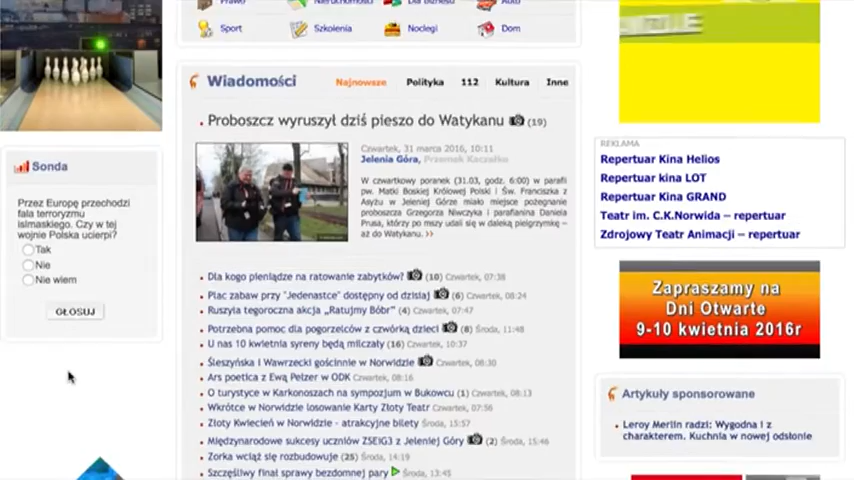 Prawo
Nieruchomości
Dla biznesu
Auto
Sport
Szkolenia
Noclegi
Dom
Sonda
Przez Europę przechodzi
fala terroryzmu
islmaskiego. Czy w tej
wojnie Polska ucierpi?
Tak
Nie
Nie wiem
GŁOSUJ
Wiadomości
Najnowsze Polityka 112 Kultura Inne
Proboszcz wyruszył dziś pieszo do Watykanu (19)
Czwartek, 31 marca 2016, 10:11
Jelenia Góra, Przemek Kaczałko
W czwartkowy poranek (31.03, godz. 6:00) w parafii
pw. Matki Boskiej Królowej Polski i Św. Franciszka z
Asyżu w Jeleniej Górze miało miejsce pożegnanie
proboszcza Grzegorza Niwczyka i parafianina Daniela
Prusa, którzy po mszy udali się w daleką pielgrzymkę –
aż do Watykanu. >>
Dla kogo pieniądze na ratowanie zabytków? (10) Czwartek, 07:38
Plac zabaw przy "Jedenastce" dostępny od dzisiaj (6) Czwartek, 08:24
Ruszyła tegoroczna akcja „Ratujmy Bóbr” (4) Czwartek, 07:47
Potrzebna pomoc dla pogorzelców z czwórką dzieci (8) Środa, 11:48
U nas 10 kwietnia syreny będą milczały (16) Czwartek, 10:37
Śleszyńska i Wawrzecki gościnnie w Norwidzie Czwartek, 08:30
Ars poetica z Ewą Pelzer w ODK Czwartek, 08:16
O turystyce w Karkonoszach na sympozjum w Bukowcu (1) Czwartek, 08:13
Wkrótce w Norwidzie losowanie Karty Złoty Teatr Czwartek, 07:56
Złoty Kwiecień w Norwidzie - atrakcyjne bilety Środa, 15:57
Międzynarodowe sukcesy uczniów ZSEiG3 z Jeleniej Góry (2) Środa, 15:46
Zorka wciąż się rozbudowuje (25) Środa, 14:19
Szczęśliwy finał sprawy bezdomnej pary Środa, 13:45
REKLAMA
Repertuar Kina Helios
Repertuar kina LOT
Repertuar Kina GRAND
Teatr im. C.K.Norwida – repertuar
Zdrojowy Teatr Animacji – repertuar
Zapraszamy na
Dni Otwarte
9-10 kwietnia 2016r
Artykuły sponsorowane
Leroy Merlin radzi: Wygodna i z
charakterem. Kuchnia w nowej odsłonie